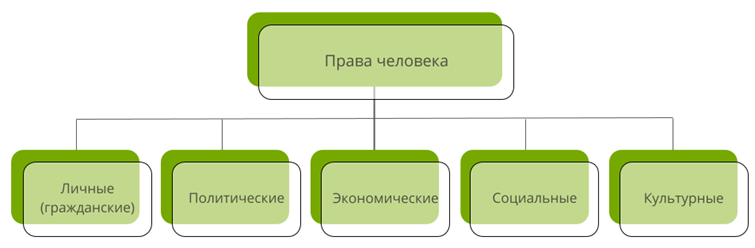 Права человека
Личные
(гражданские)
Политические
Экономические
Социальные
Культурные